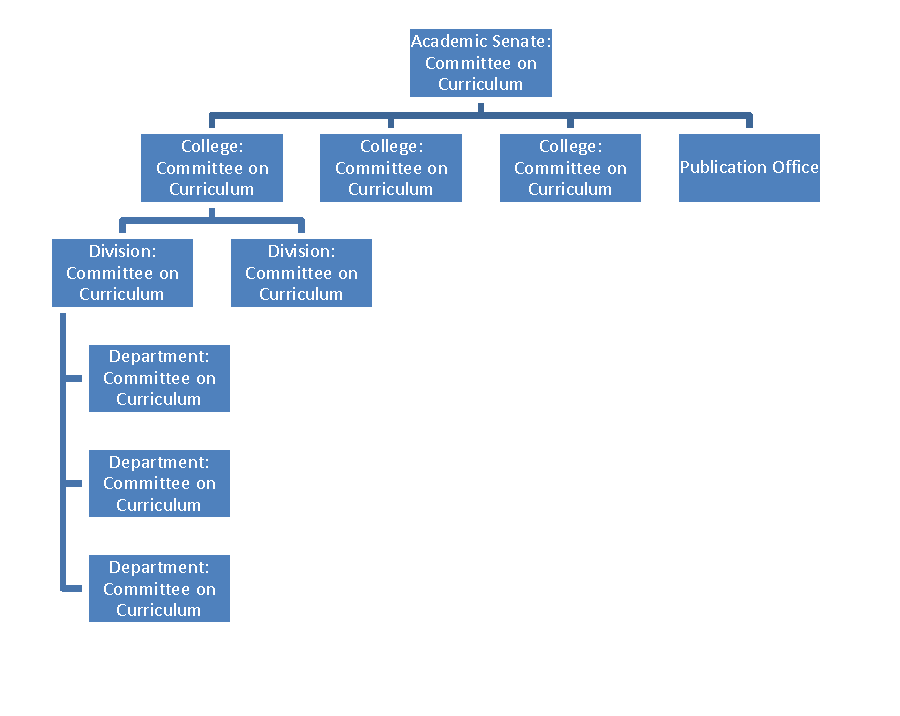 Academic Senate:
Committee on
Curriculum
College:
Committee on
Curriculum
College:
Committee on
Curriculum
College:
Committee on
Curriculum
Publication Office
Division:
Committee on
Curriculum
Division:
Committee on
Curriculum
Department:
Committee on
Curriculum
Department:
Committee on
Curriculum
Department:
Committee on
Curriculum